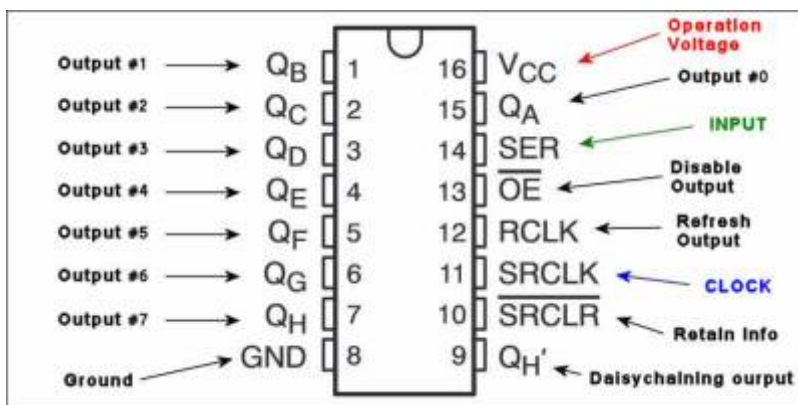 Output #1 QB 1 16 VCC Operation
Voltage
Output #2 QC 2 15 QA Output #0
Output #3 QD 3 14 SER INPUT
Output #4 QE 4 13 OE Disable
Output
Output #5 QF 5 12 RCLK Refresh
Output
Output #6 QG 6 11 SRCLK CLOCK
Output #7 QH 7 10 SRCLR Retain Info
Ground GND 8 9 QH' Daisychaining ourput